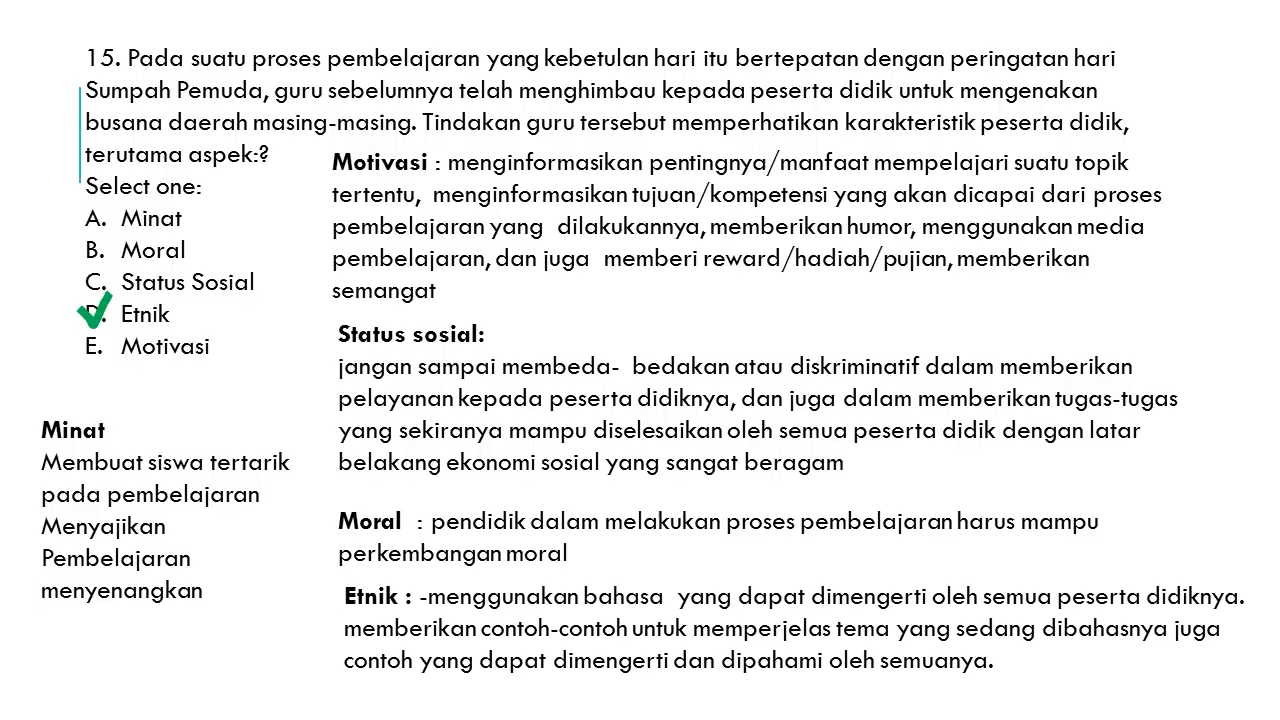 15. Pada suatu proses pembelajaran yang kebetulan hari itu bertepatan dengan peringatan hari
Sumpah Pemuda, guru sebelumnya telah menghimbau kepada peserta didik untuk mengenakan
busana daerah masing-masing. Tindakan guru tersebut memperhatikan karakteristik peserta didik,
terutama aspek:?
Select one:
A. Minat
B. Moral
C. Status Sosial
D. Etnik
E. Motivasi
Motivasi : menginformasikan pentingnya/manfaat mempelajari suatu topik
tertentu, menginformasikan tujuan/kompetensi yang akan dicapai dari proses
pembelajaran yang dilakukannya, memberikan humor, menggunakan media
pembelajaran, dan juga memberi reward/hadiah/pujian, memberikan
semangat
Status sosial:
jangan sampai membeda- bedakan atau diskriminatif dalam memberikan
pelayanan kepada peserta didiknya, dan juga dalam memberikan tugas-tugas
yang sekiranya mampu diselesaikan oleh semua peserta didik dengan latar
belakang ekonomi sosial yang sangat beragam
Minat
Membuat siswa tertarik
pada pembelajaran
Menyajikan
Pembelajaran
menyenangkan
Moral : pendidik dalam melakukan proses pembelajaran harus mampu
perkembangan moral
Etnik : -menggunakan bahasa yang dapat dimengerti oleh semua peserta didiknya.
memberikan contoh-contoh untuk memperjelas tema yang sedang dibahasnya juga
contoh yang dapat dimengerti dan dipahami oleh semuanya.